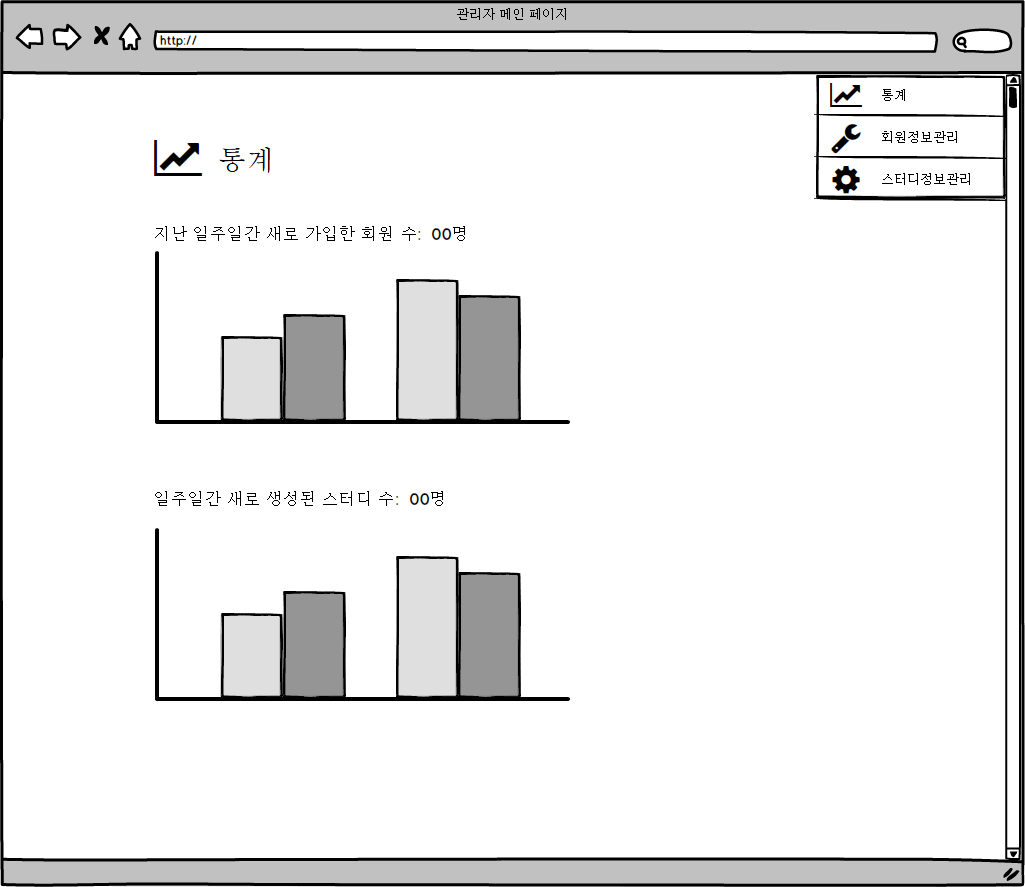 관리자 메인 페이지
http://
통계
회원정보관리
스터디정보관리
통계
지난 일주일간 새로 가입한 회원 수: 00명
일주일간 새로 생성된 스터디 수: 00명